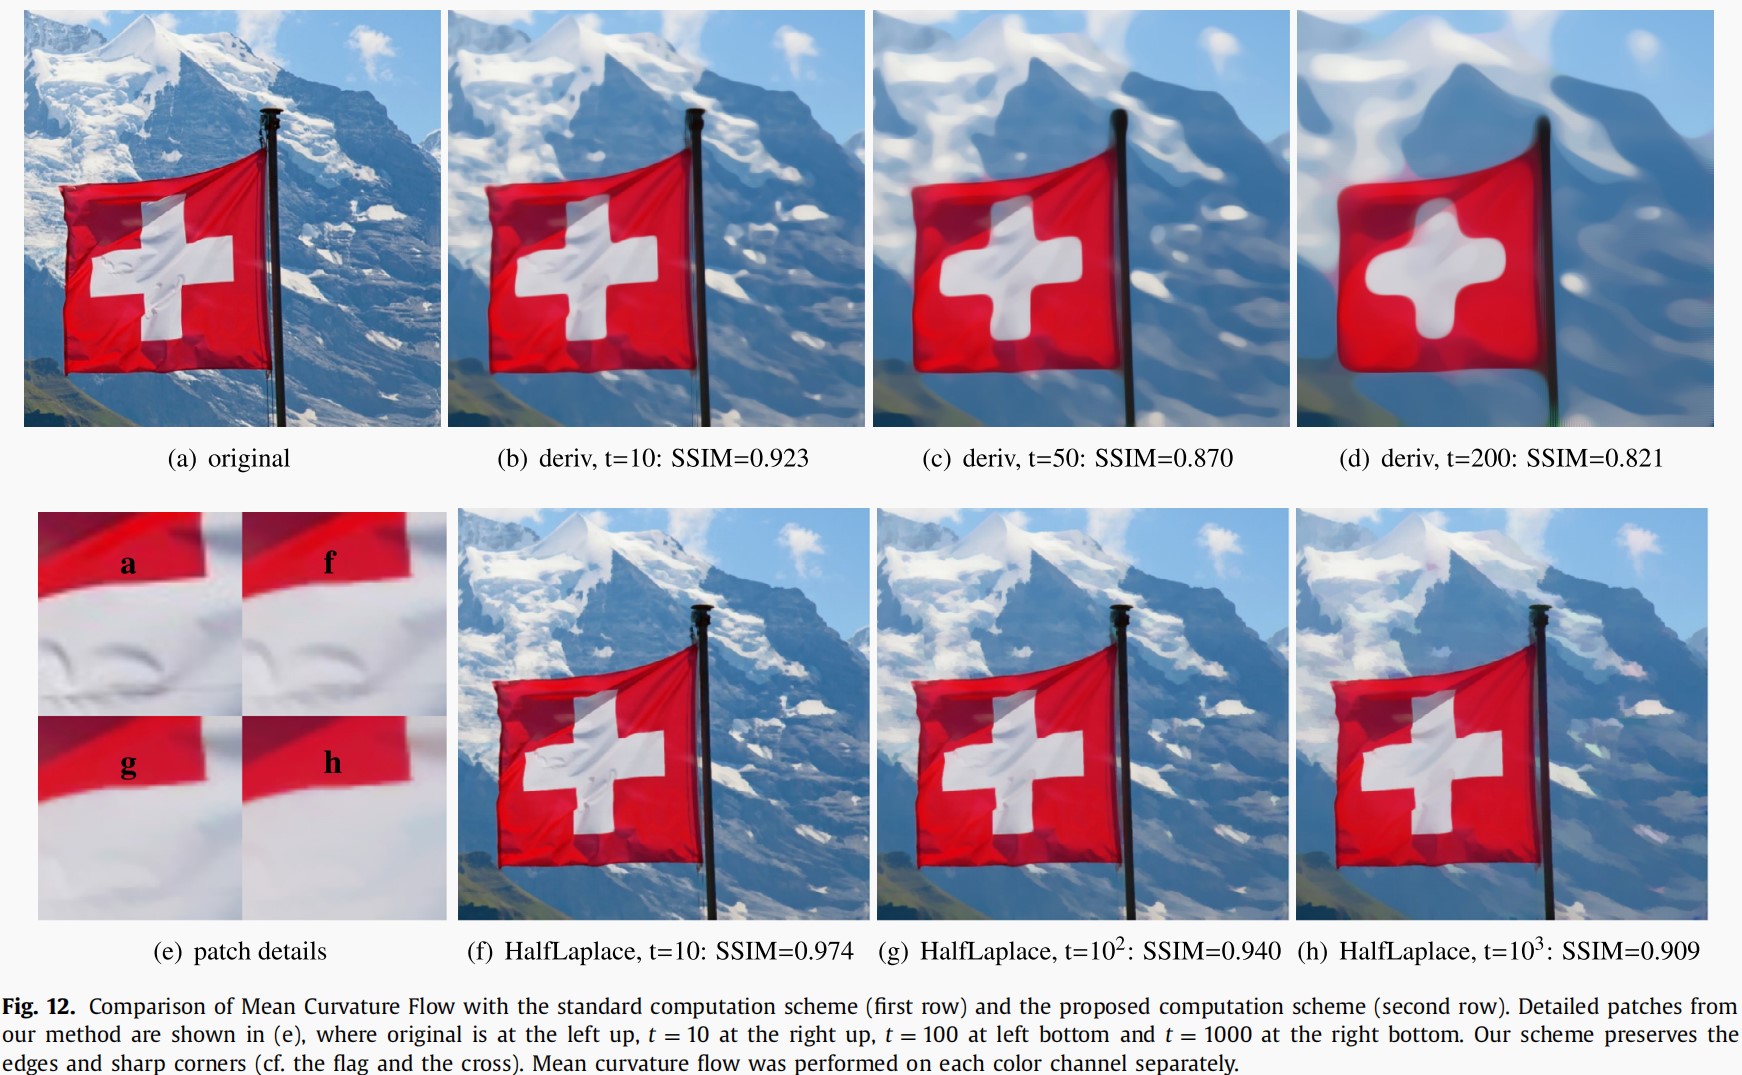 (a) original
(b) deriv, t=10: SSIM=0.923
(c) deriv, t=50: SSIM=0.870
(d) deriv, t=200: SSIM=0.821
a
f
g
h
(e) patch details
(f) HalfLaplace, t=10: SSIM=0.974
(g) HalfLaplace, t=10²: SSIM=0.940
(h) HalfLaplace, t=10³: SSIM=0.909
Fig. 12. Comparison of Mean Curvature Flow with the standard computation scheme (first row) and the proposed computation scheme (second row). Detailed patches from
our method are shown in (e), where original is at the left up, t = 10 at the right up, t = 100 at left bottom and t = 1000 at the right bottom. Our scheme preserves the
edges and sharp corners (cf. the flag and the cross). Mean curvature flow was performed on each color channel separately.